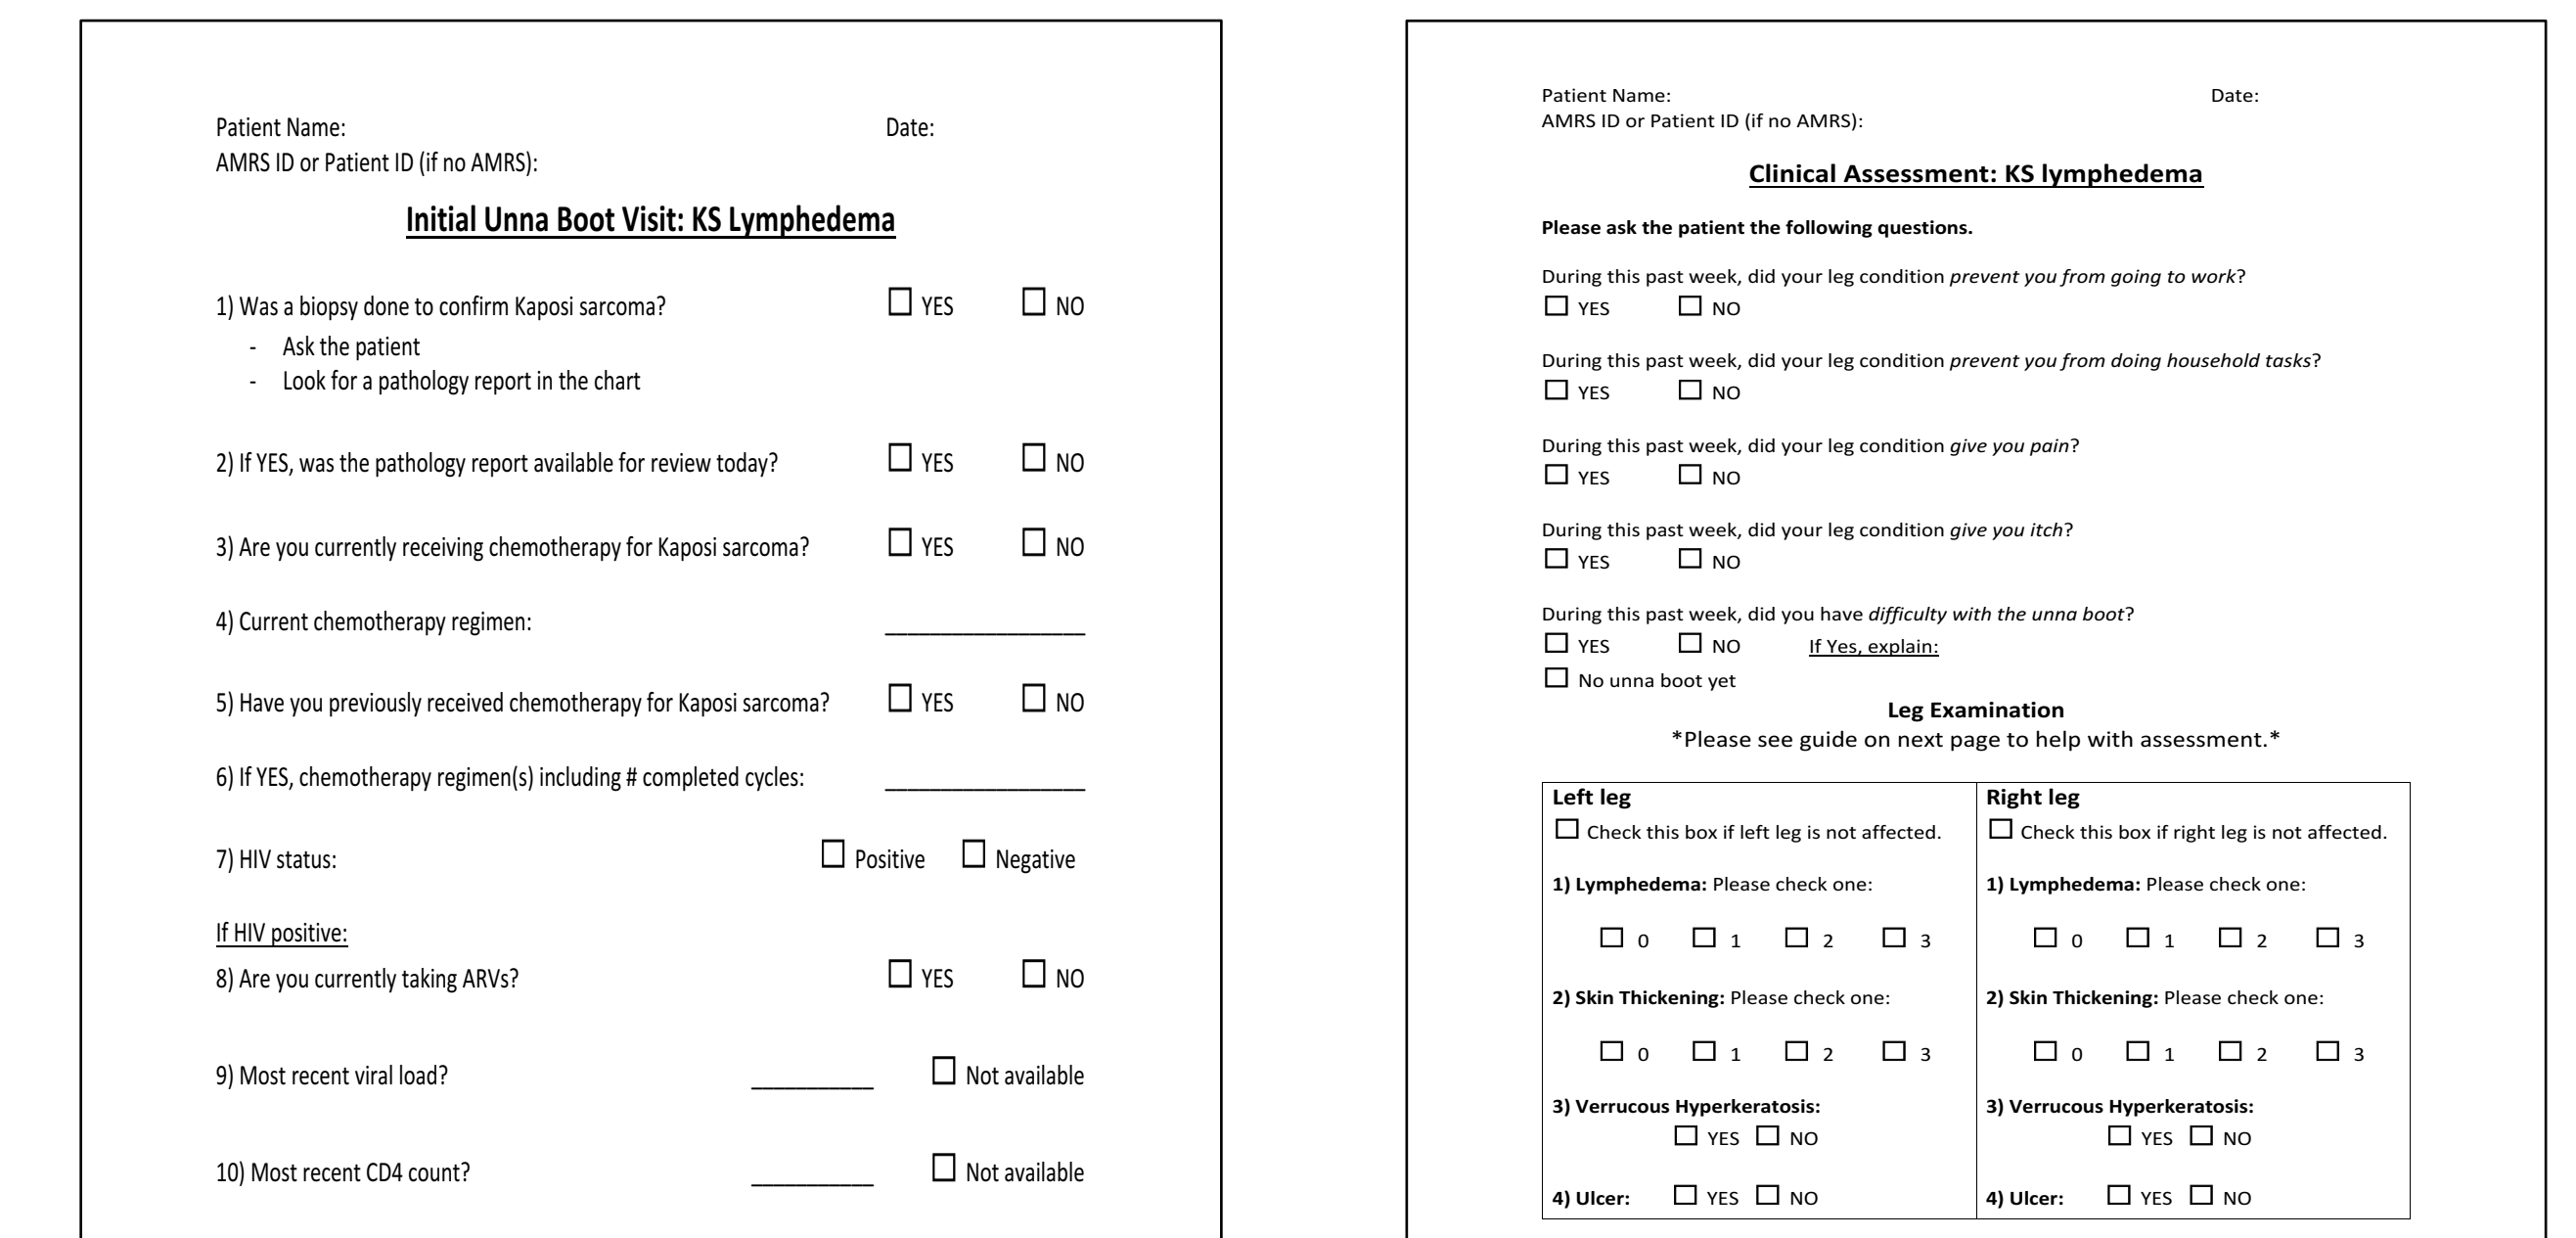 Patient Name: Date:
AMRS ID or Patient ID (if no AMRS):
Initial Unna Boot Visit: KS Lymphedema
1) Was a biopsy done to confirm Kaposi sarcoma? ☐ YES ☐ NO
- Ask the patient
- Look for a pathology report in the chart
2) If YES, was the pathology report available for review today? ☐ YES ☐ NO
3) Are you currently receiving chemotherapy for Kaposi sarcoma? ☐ YES ☐ NO
4) Current chemotherapy regimen: __________________
5) Have you previously received chemotherapy for Kaposi sarcoma? ☐ YES ☐ NO
6) If YES, chemotherapy regimen(s) including # completed cycles: __________________
7) HIV status: ☐ Positive ☐ Negative
If HIV positive:
8) Are you currently taking ARVs? ☐ YES ☐ NO
9) Most recent viral load? ___________ ☐ Not available
10) Most recent CD4 count? ___________ ☐ Not available
Patient Name: Date:
AMRS ID or Patient ID (if no AMRS):
Clinical Assessment: KS lymphedema
Please ask the patient the following questions.
During this past week, did your leg condition prevent you from going to work?
☐ YES ☐ NO
During this past week, did your leg condition prevent you from doing household tasks?
☐ YES ☐ NO
During this past week, did your leg condition give you pain?
☐ YES ☐ NO
During this past week, did your leg condition give you itch?
☐ YES ☐ NO
During this past week, did you have difficulty with the unna boot?
☐ YES ☐ NO If Yes, explain:
☐ No unna boot yet
Leg Examination
*Please see guide on next page to help with assessment.*
Left leg
☐ Check this box if left leg is not affected.
1) Lymphedema: Please check one:
☐ 0 ☐ 1 ☐ 2 ☐ 3
2) Skin Thickening: Please check one:
☐ 0 ☐ 1 ☐ 2 ☐ 3
3) Verrucous Hyperkeratosis:
☐ YES ☐ NO
4) Ulcer: ☐ YES ☐ NO
Right leg
☐ Check this box if right leg is not affected.
1) Lymphedema: Please check one:
☐ 0 ☐ 1 ☐ 2 ☐ 3
2) Skin Thickening: Please check one:
☐ 0 ☐ 1 ☐ 2 ☐ 3
3) Verrucous Hyperkeratosis:
☐ YES ☐ NO
4) Ulcer: ☐ YES ☐ NO